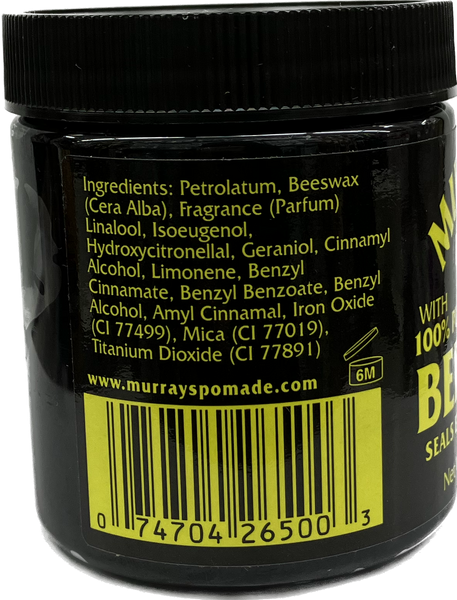 Ingredients: Petrolatum, Beeswax
(Cera Alba), Fragrance (Parfum)
Linalool, Isoeugenol,
Hydroxycitronellal, Geraniol, Cinnamyl
Alcohol, Limonene, Benzyl
Cinnamate, Benzyl Benzoate, Benzyl
Alcohol, Amyl Cinnamal, Iron Oxide
(CI 77499), Mica (CI 77019),
Titanium Dioxide (CI 77891)
www.murrayspomade.com
6M
0 74704 26500 3
WITH
100%
SEALS